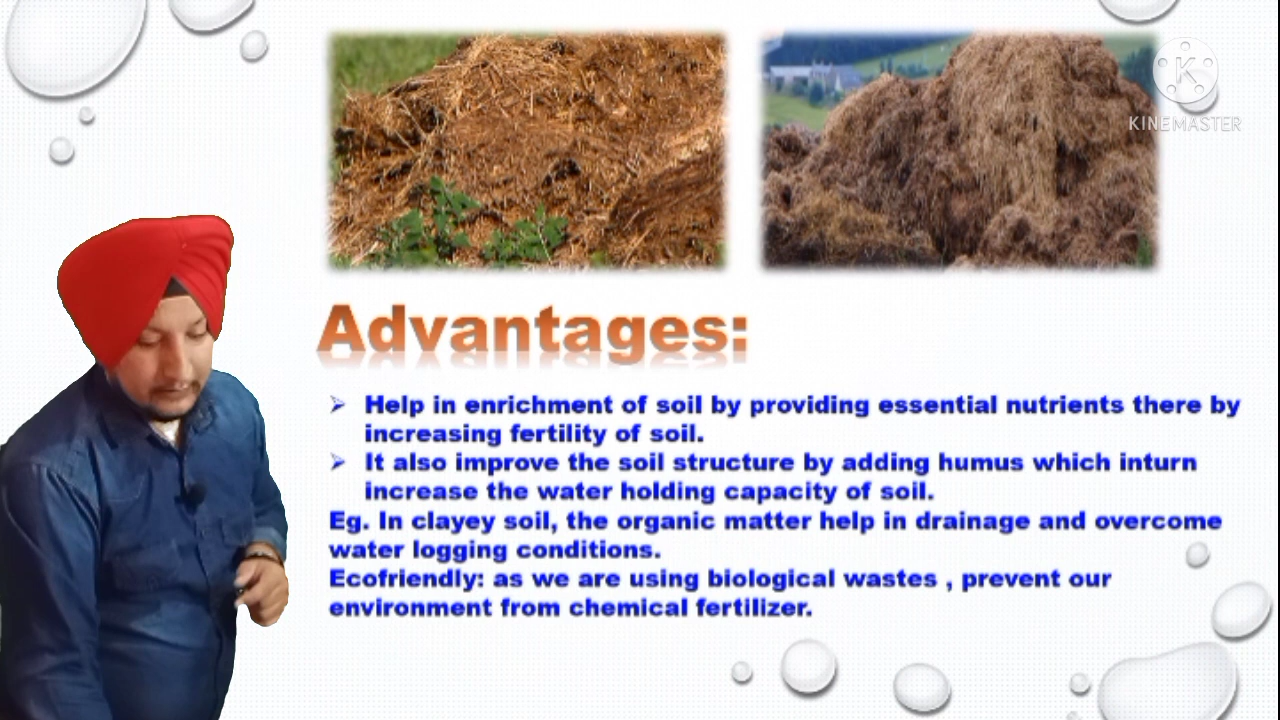 KINEMASTER
Advantages:
Help in enrichment of soil by providing essential nutrients there by
increasing fertility of soil.
It also improve the soil structure by adding humus which inturn
increase the water holding capacity of soil.
Eg. In clayey soil, the organic matter help in drainage and overcome
water logging conditions.
Ecofriendly: as we are using biological wastes , prevent our
environment from chemical fertilizer.